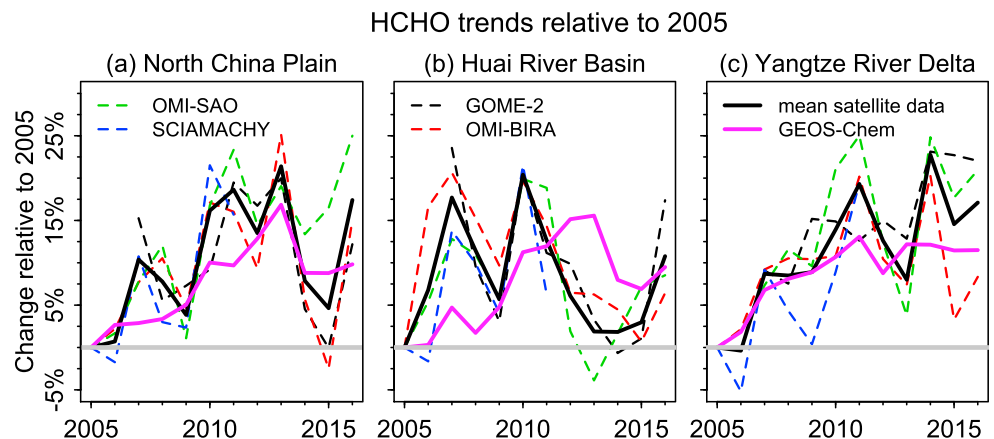 HCHO trends relative to 2005
(a) North China Plain
(b) Huai River Basin
(c) Yangtze River Delta
Change relative to 2005
25%
15%
5%
-5%
OMI-SAO
SCIAMACHY
GOME-2
OMI-BIRA
mean satellite data
GEOS-Chem
2005 2010 2015
2005 2010 2015
2005 2010 2015